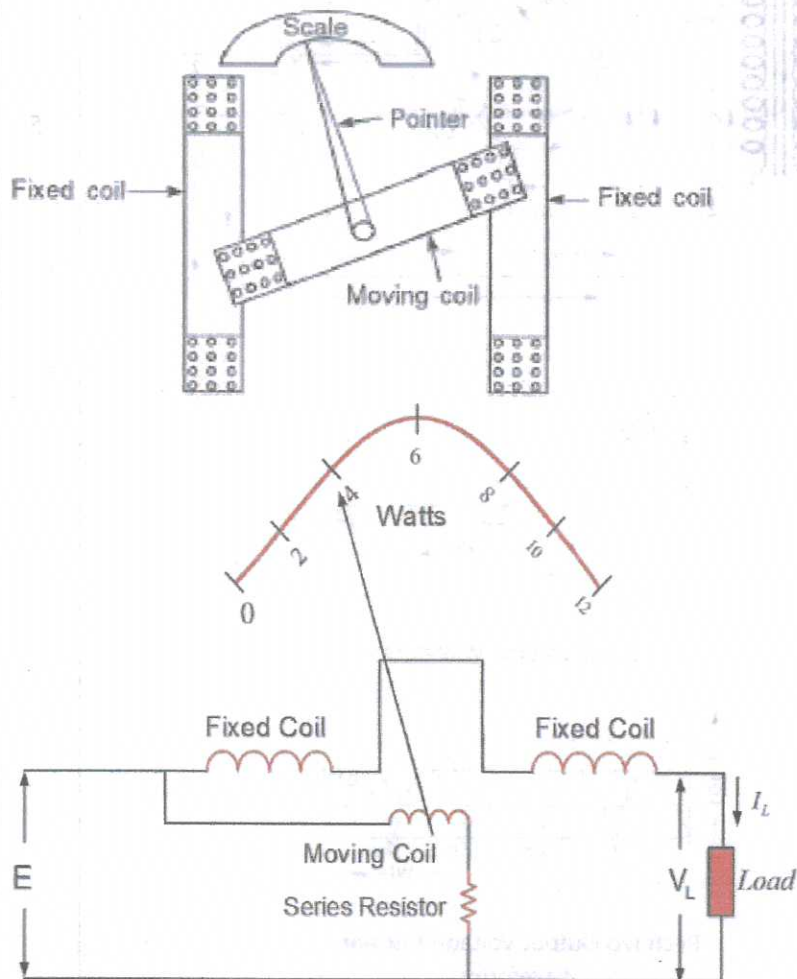 Scale
Pointer
Fixed coil
Fixed coil
Moving coil
6
4
8
Watts
2
10
0
12
Fixed Coil
Fixed Coil
I_L
Moving Coil
E
V_L
Load
Series Resistor